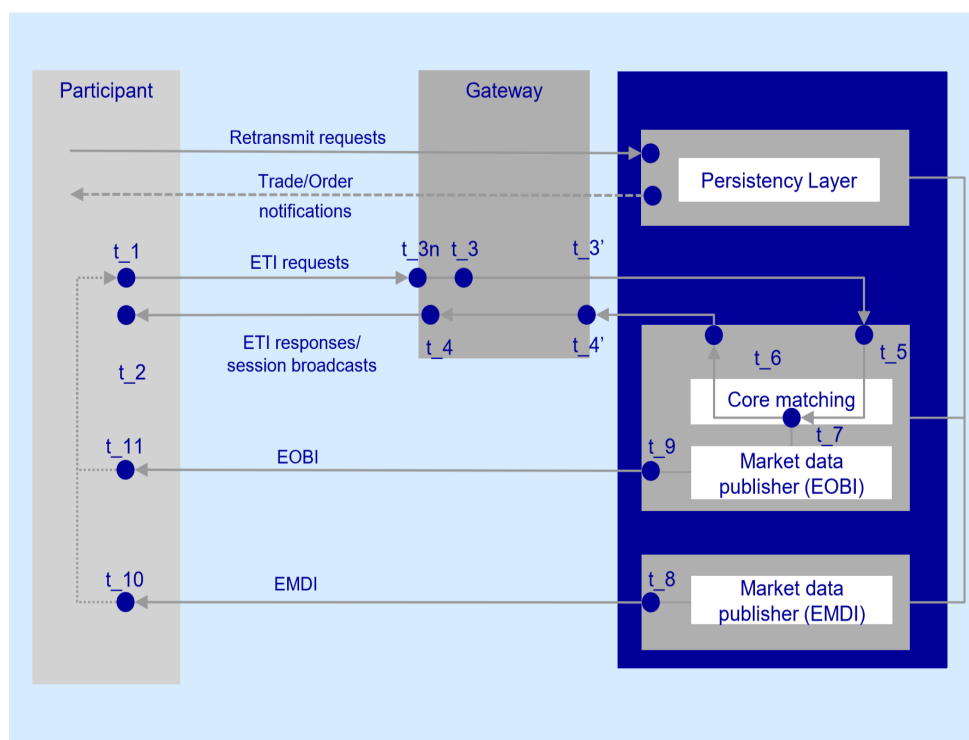 Participant
Gateway
Retransmit requests
Persistency Layer
Trade/Order
notifications
t_1
t_3n
t_3
t_3’
ETI requests
ETI responses/
session broadcasts
t_4
t_4’
t_6
t_5
t_2
Core matching
t_7
t_11
EOBI
t_9
Market data
publisher (EOBI)
t_10
EMDI
t_8
Market data
publisher (EMDI)